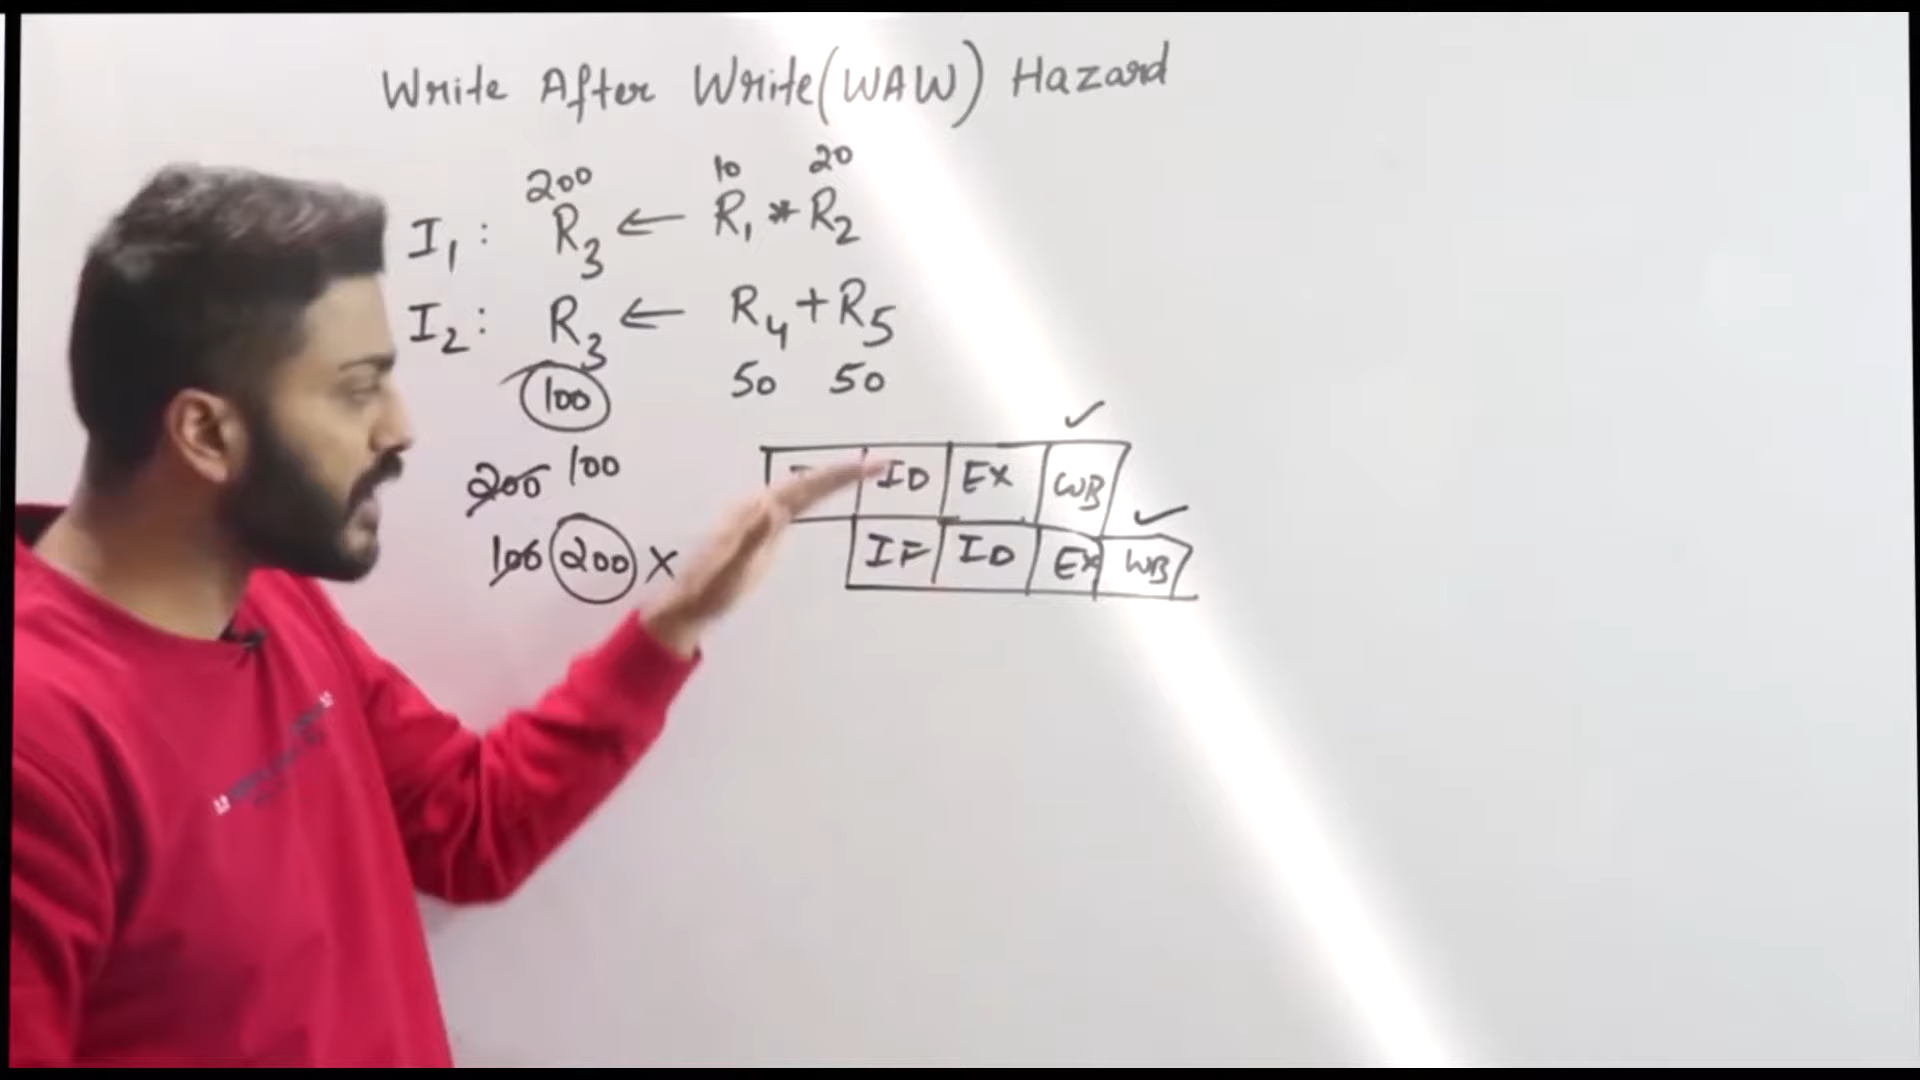 Write After Write(WAW) Hazard
200 10 20
I1: R3 ← R1 * R2
I2: R3 ← R4 + R5
100 50 50
200 100
100 200 X
ID EX WB
IF ID EX WB